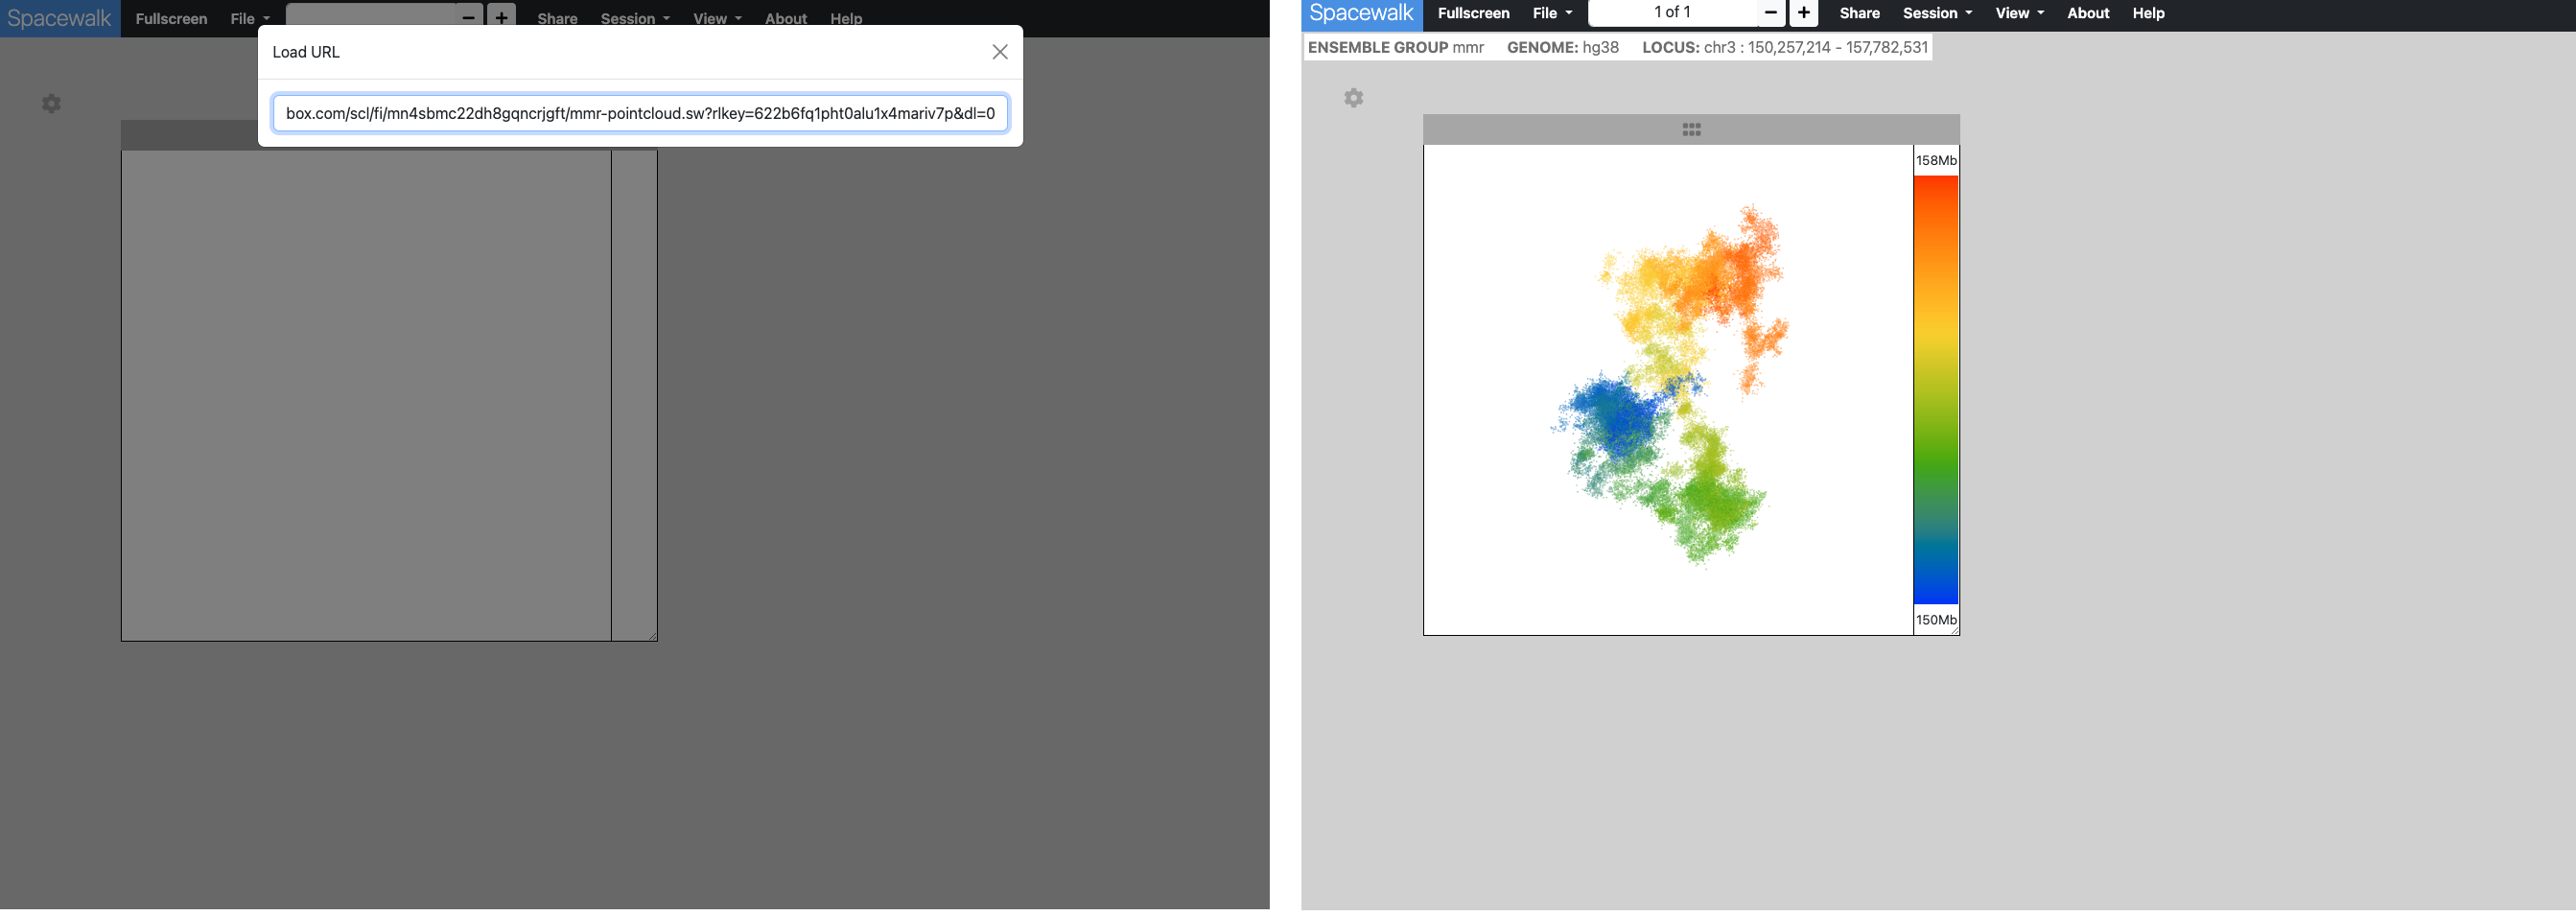 Spacewalk Fullscreen File Share Session View About Help
Load URL
box.com/scl/fi/mn4sbmc22dh8gqncrjgft/mmr-pointcloud.sw?rlkey=622b6fq1pht0alu1x4mariv7p&dl=0
Spacewalk Fullscreen File 1 of 1 Share Session View About Help
ENSEMBLE GROUP mmr GENOME: hg38 LOCUS: chr3 : 150,257,214 - 157,782,531
158Mb
150Mb